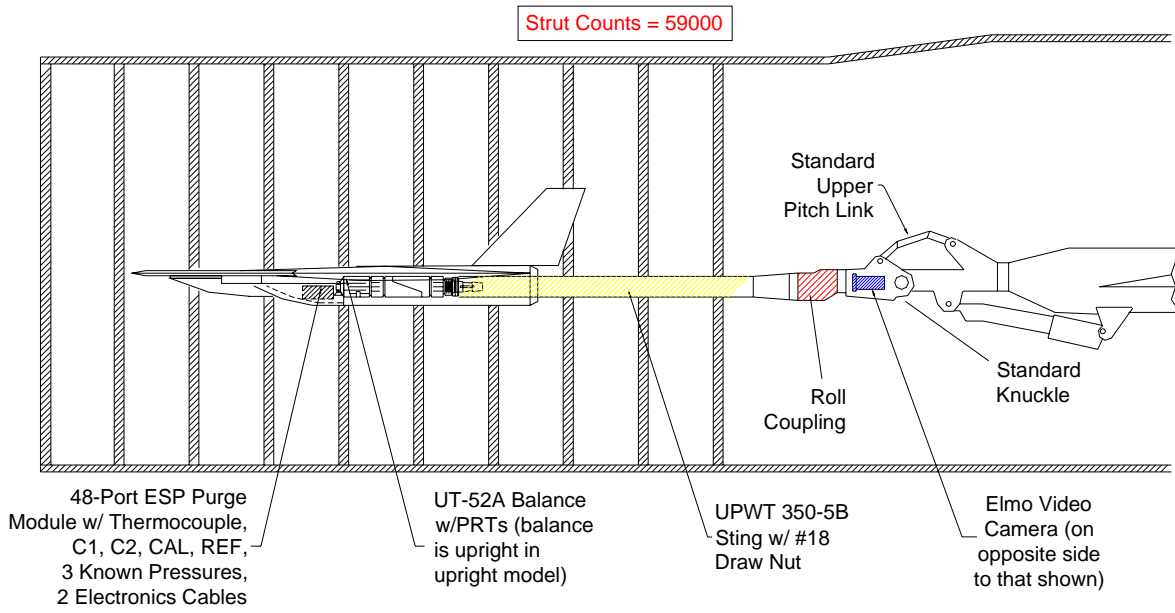 Strut Counts = 59000
Standard
Upper
Pitch Link
Standard
Knuckle
Roll
Coupling
48-Port ESP Purge
Module w/ Thermocouple,
C1, C2, CAL, REF,
3 Known Pressures,
2 Electronics Cables
UT-52A Balance
w/PRTs (balance
is upright in
upright model)
UPWT 350-5B
Sting w/ #18
Draw Nut
Elmo Video
Camera (on
opposite side
to that shown)